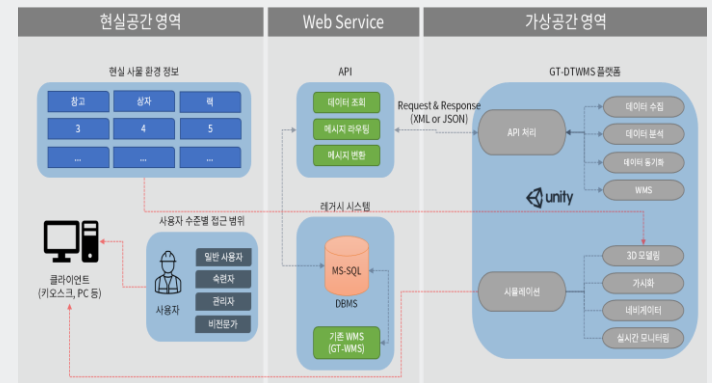 현실공간 영역
Web Service
가상공간 영역
현실 사물 환경 정보
참고
상자
랙
3
4
5
...
...
...
사용자 수준별 접근 범위
클라이언트
(키오스크, PC 등)
사용자
일반 사용자
숙련자
관리자
비전문가
API
데이터 조회
메시지 라우팅
메시지 변환
Request & Response
(XML or JSON)
레거시 시스템
MS-SQL
DBMS
기존 WMS
(GT-WMS)
GT-DTWMS 플랫폼
API 처리
데이터 수집
데이터 분석
데이터 동기화
WMS
unity
시뮬레이션
3D 모델링
가시화
네비게이터
실시간 모니터링